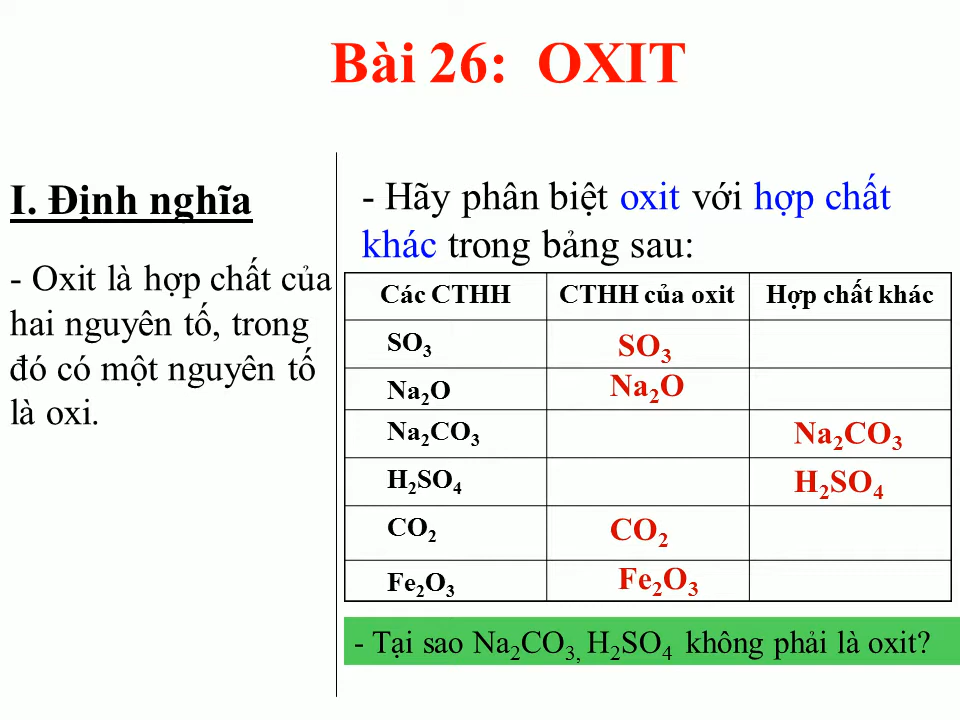 Bài 26: OXIT
I. Định nghĩa
- Oxit là hợp chất của
hai nguyên tố, trong
đó có một nguyên tố
là oxi.
- Hãy phân biệt oxit với hợp chất
khác trong bảng sau:
Các CTHH CTHH của oxit Hợp chất khác
SO₃ SO₃
Na₂O Na₂O
Na₂CO₃ Na₂CO₃
H₂SO₄ H₂SO₄
CO₂ CO₂
Fe₂O₃ Fe₂O₃
- Tại sao Na₂CO₃, H₂SO₄ không phải là oxit?